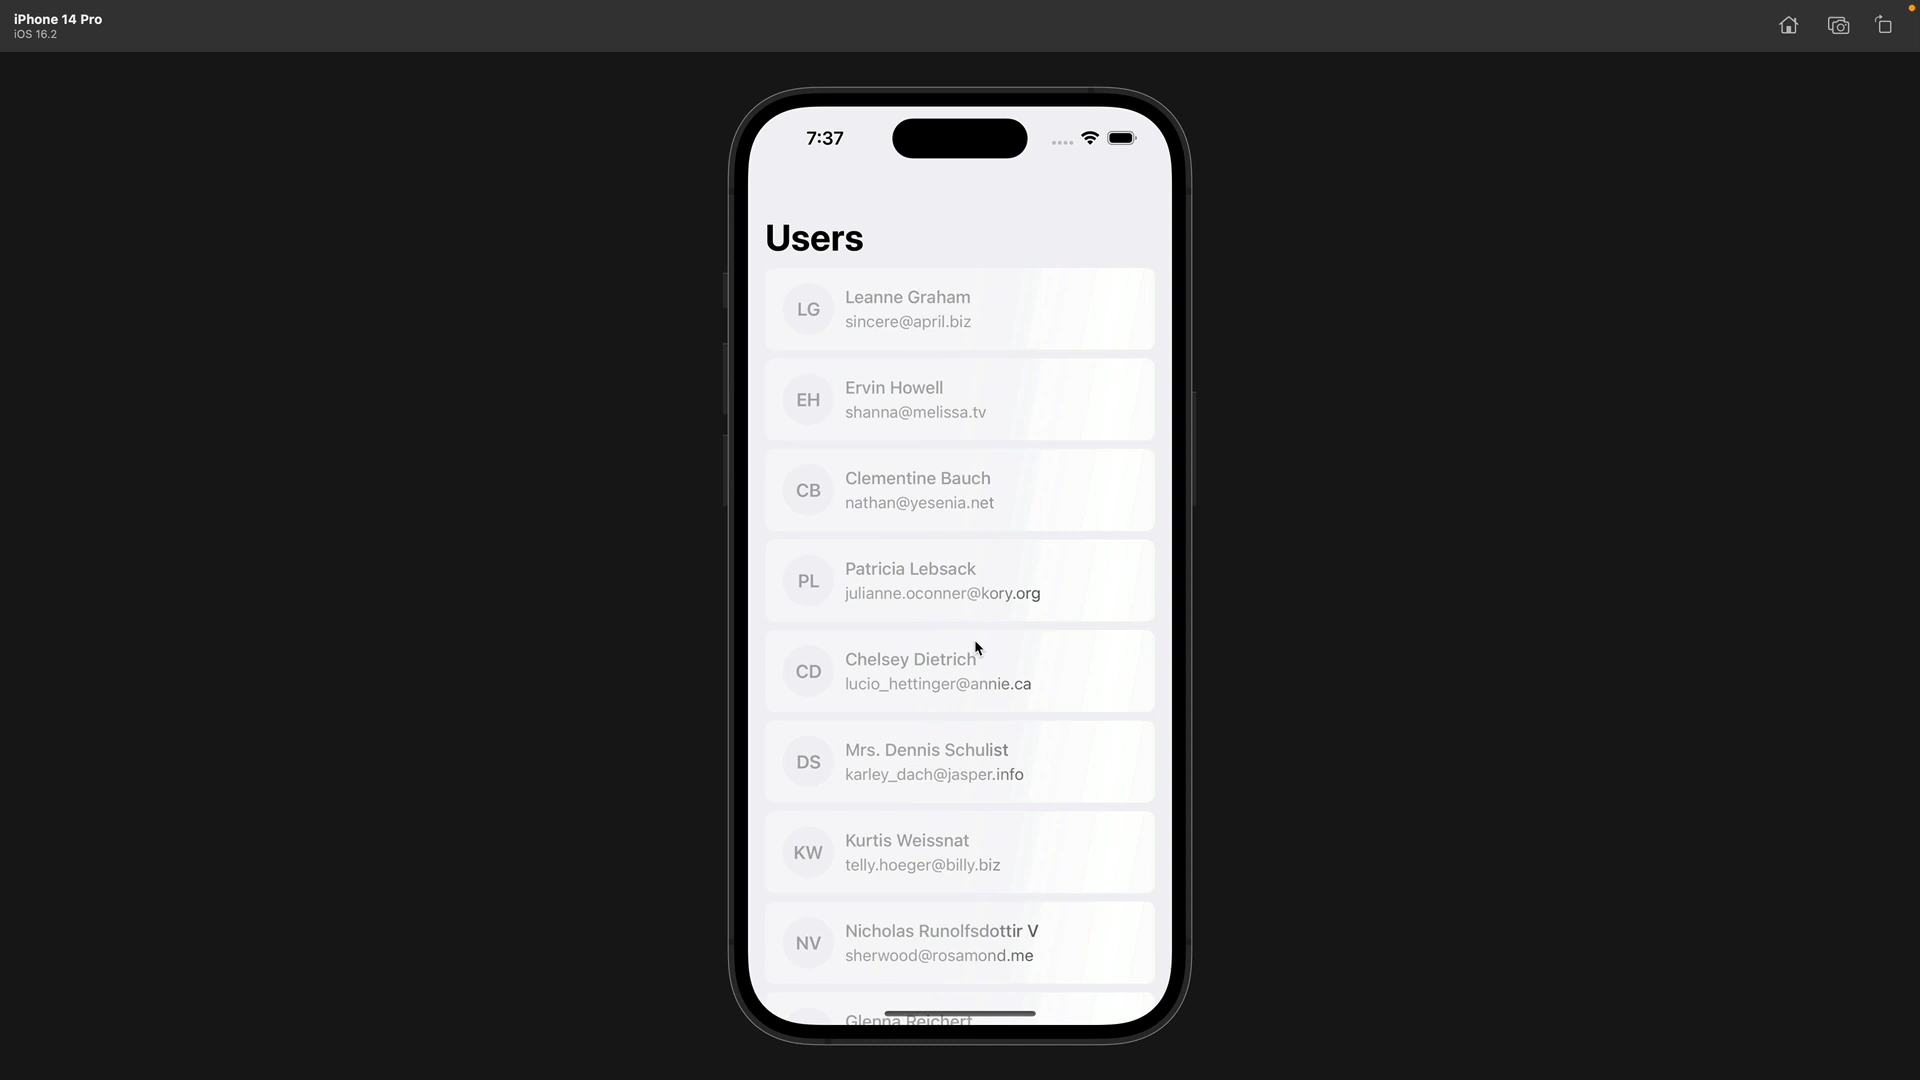 iPhone 14 Pro
iOS 16.2
7:37
Users
LG
Leanne Graham
sincere@april.biz
EH
Ervin Howell
shanna@melissa.tv
CB
Clementine Bauch
nathan@yesenia.net
PL
Patricia Lebsack
julianne.oconner@kory.org
CD
Chelsey Dietrich
lucio_hettinger@annie.ca
DS
Mrs. Dennis Schulist
karley_dach@jasper.info
KW
Kurtis Weissnat
telly.hoeger@billy.biz
NV
Nicholas Runolfsdottir V
sherwood@rosamond.me
Glenna Reichert